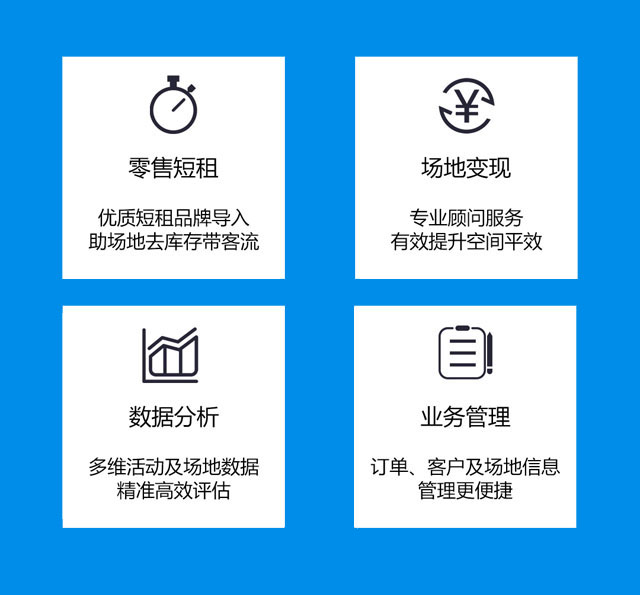 零售短租
优质短租品牌导入
助场地去库存带客流
场地变现
专业顾问服务
有效提升空间平效
数据分析
多维活动及场地数据
精准高效评估
业务管理
订单、客户及场地信息
管理更便捷